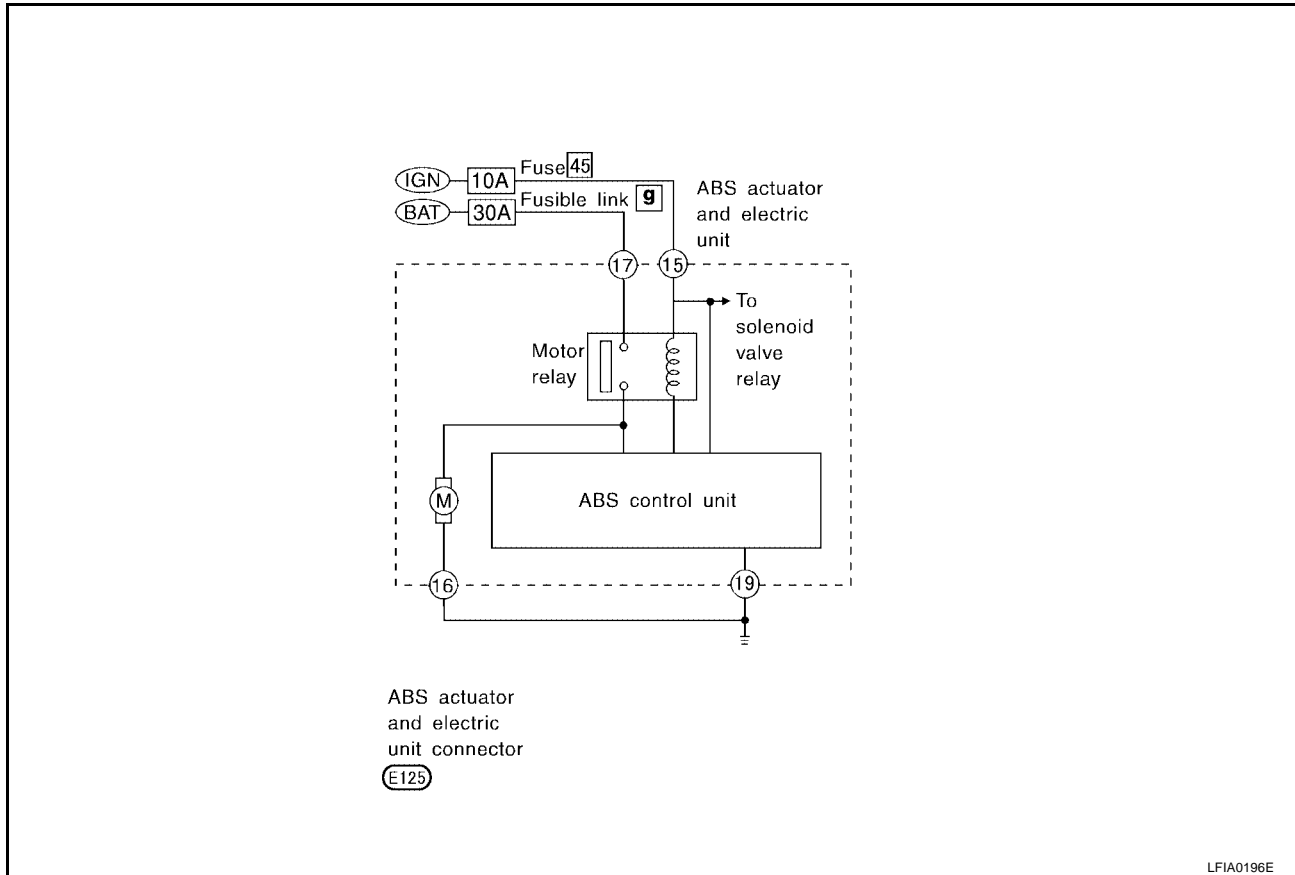 IGN 10A Fuse 45
BAT 30A Fusible link g
ABS actuator
and electric
unit
17 15
To
solenoid
valve
relay
Motor
relay
M
ABS control unit
16 19
ABS actuator
and electric
unit connector
E125
LFIA0196E